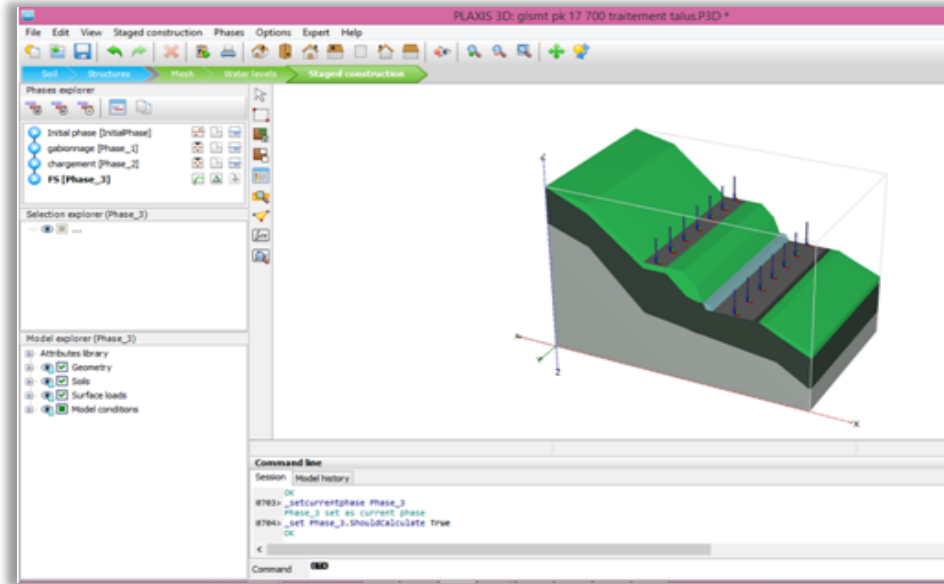 PLAXIS 3D: glsmt pk 17 700 traitement talus.P3D *
File Edit View Staged construction Phases Options Expert Help
Soil Structures Mesh Water levels Staged construction
Phases explorer
Initial phase [InitialPhase]
gabionnage [Phase_1]
chargement [Phase_2]
FS [Phase_3]
Selection explorer (Phase_3)
...
Model explorer (Phase_3)
Attributes library
Geometry
Soils
Surface loads
Model conditions
z
x
Command line
Session Model history
OK
0703> _setcurrentphase Phase_3
Phase_3 set as current phase
0704> _set Phase_3.ShouldCalculate True
OK
Command